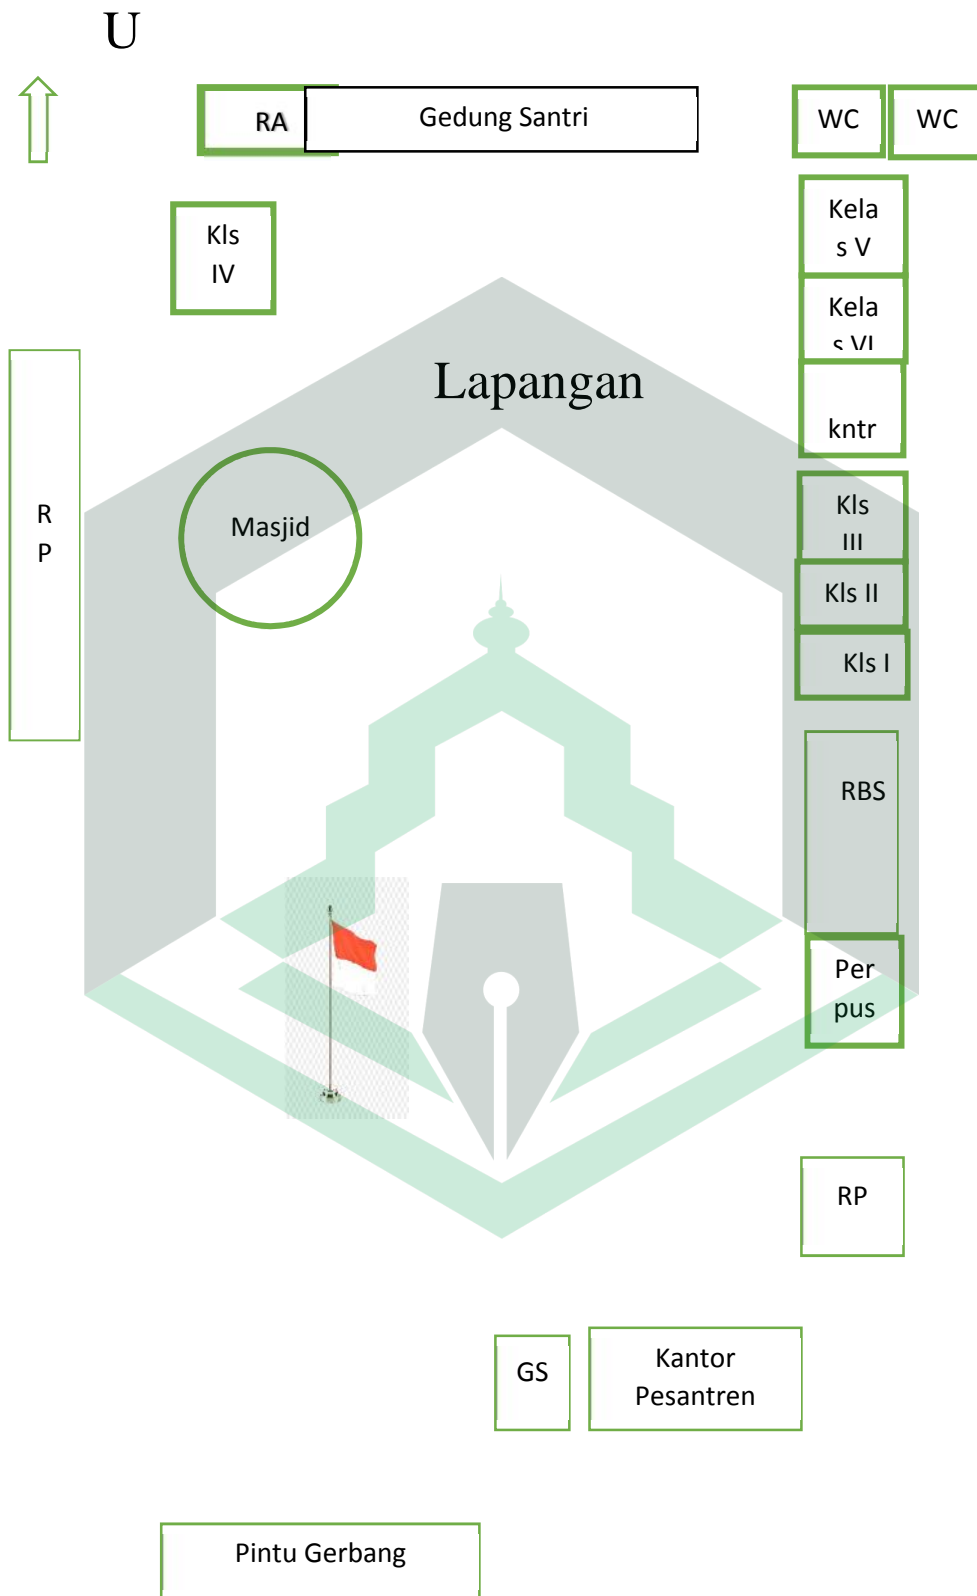 U
RA
Gedung Santri
WC
WC
Kela
s V
Kls
IV
Kela
s VI
Lapangan
kntr
R
P
Masjid
Kls
III
Kls II
Kls I
RBS
Per
pus
RP
GS
Kantor
Pesantren
Pintu Gerbang